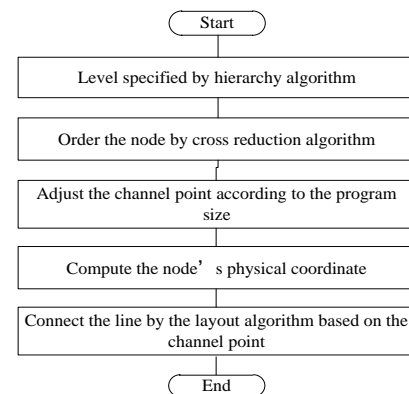 Start
Level specified by hierarchy algorithm
Order the node by cross reduction algorithm
Adjust the channel point according to the program
size
Compute the node’ s physical coordinate
Connect the line by the layout algorithm based on the
channel point
End